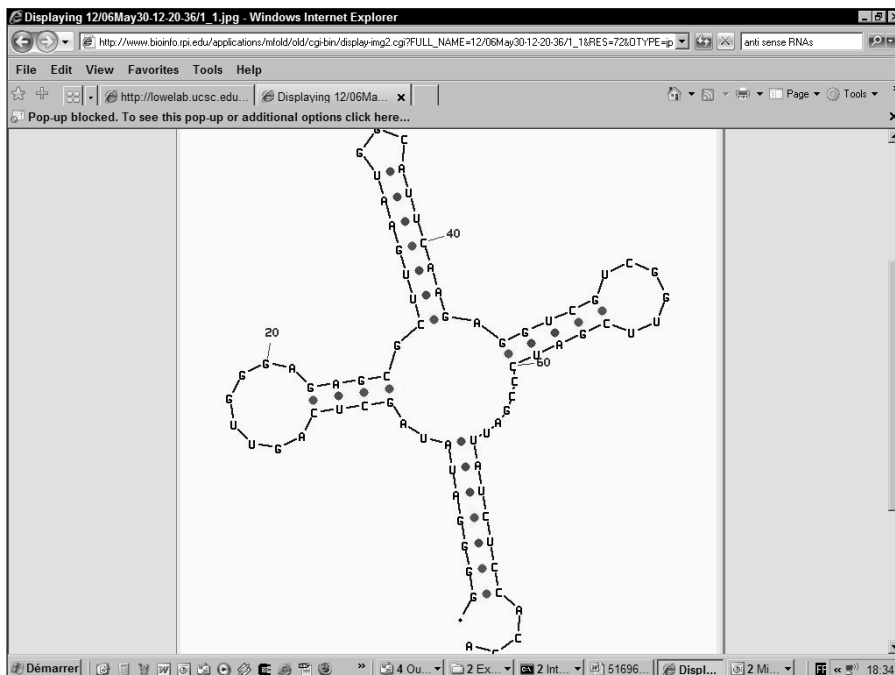 Displaying 12/06May30-12-20-36/1_1.jpg - Windows Internet Explorer
http://www.bioinfo.rpi.edu/applications/mfold/old/cgi-bin/display-img2.cgi?FULL_NAME=12/06May30-12-20-36/1_1&RES=72&OTYPE=jp
anti sense RNAs
File Edit View Favorites Tools Help
http://lowelab.ucsc.edu...
Displaying 12/06Ma... x
Page
Tools
Pop-up blocked. To see this pop-up or additional options click here...
G C
G A
U U
A U
A C
G A
U A
U G
C A G G U C G U C G G
40
U U C G A U C
60
C C G A U U
G
C G A G A G G G
20
U U G A C U C G A U A
U A G G G G
A U C U C C A C C A
Démarrer
4 Ou...
2 Ex...
2 Int...
51696...
Displ...
2 Mi...
18:34